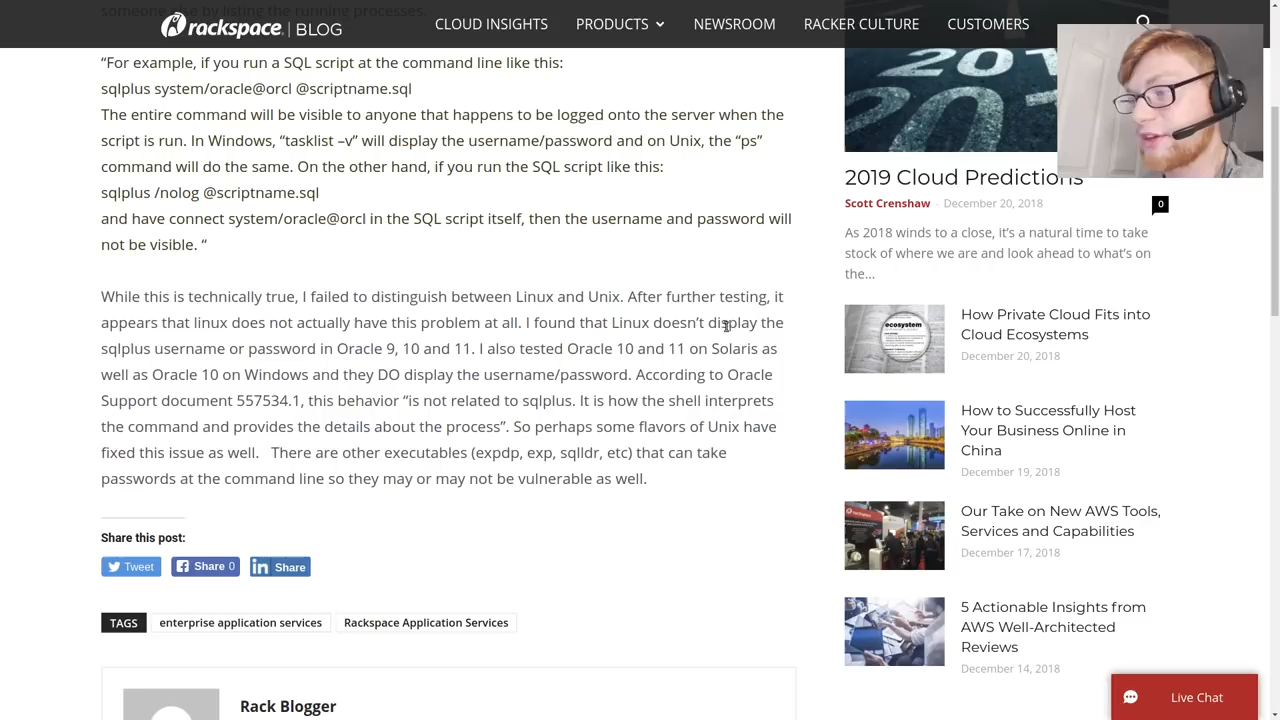 someone else by listing the running processes.
rackspace | BLOG
CLOUD INSIGHTS
PRODUCTS
NEWSROOM
RACKER CULTURE
CUSTOMERS
“For example, if you run a SQL script at the command line like this:
sqlplus system/oracle@orcl @scriptname.sql
The entire command will be visible to anyone that happens to be logged onto the server when the
script is run. In Windows, “tasklist –v” will display the username/password and on Unix, the “ps”
command will do the same. On the other hand, if you run the SQL script like this:
sqlplus /nolog @scriptname.sql
and have connect system/oracle@orcl in the SQL script itself, then the username and password will
not be visible. “
While this is technically true, I failed to distinguish between Linux and Unix. After further testing, it
appears that linux does not actually have this problem at all. I found that Linux doesn’t display the
sqlplus username or password in Oracle 9, 10 and 11. I also tested Oracle 10 and 11 on Solaris as
well as Oracle 11 on Windows and they DO display the username/password. According to Oracle
Support document 557534.1, this behavior “is not related to sqlplus. It is how the shell interprets
the command and provides the details about the process”. So perhaps some flavors of Unix have
fixed this issue as well. There are other executables (expdp, exp, sqlldr, etc) that can take
passwords at the command line so they may or may not be vulnerable as well.
Share this post:
Tweet
Share 0
Share
TAGS
enterprise application services
Rackspace Application Services
Rack Blogger
2019 Cloud Predictions
Scott Crenshaw - December 20, 2018
0
As 2018 winds to a close, it’s a natural time to take
stock of where we are and look ahead to what’s on
the...
ecosystem
How Private Cloud Fits into
Cloud Ecosystems
December 20, 2018
How to Successfully Host
Your Business Online in
China
December 19, 2018
Our Take on New AWS Tools,
Services and Capabilities
December 17, 2018
5 Actionable Insights from
AWS Well-Architected
Reviews
December 14, 2018
Live Chat